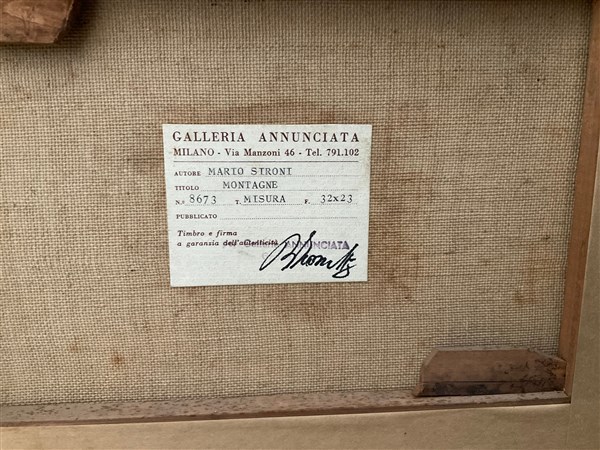 GALLERIA ANNUNCIATA
MILANO - Via Manzoni 46 - Tel. 791.102
AUTORE MARIO SIRONI
TITOLO MONTAGNE
N.o 8673 T. MISURA F. 32x23
PUBBLICATO
Timbro e firma
a garanzia dell'autenticità ANNUNCIATA